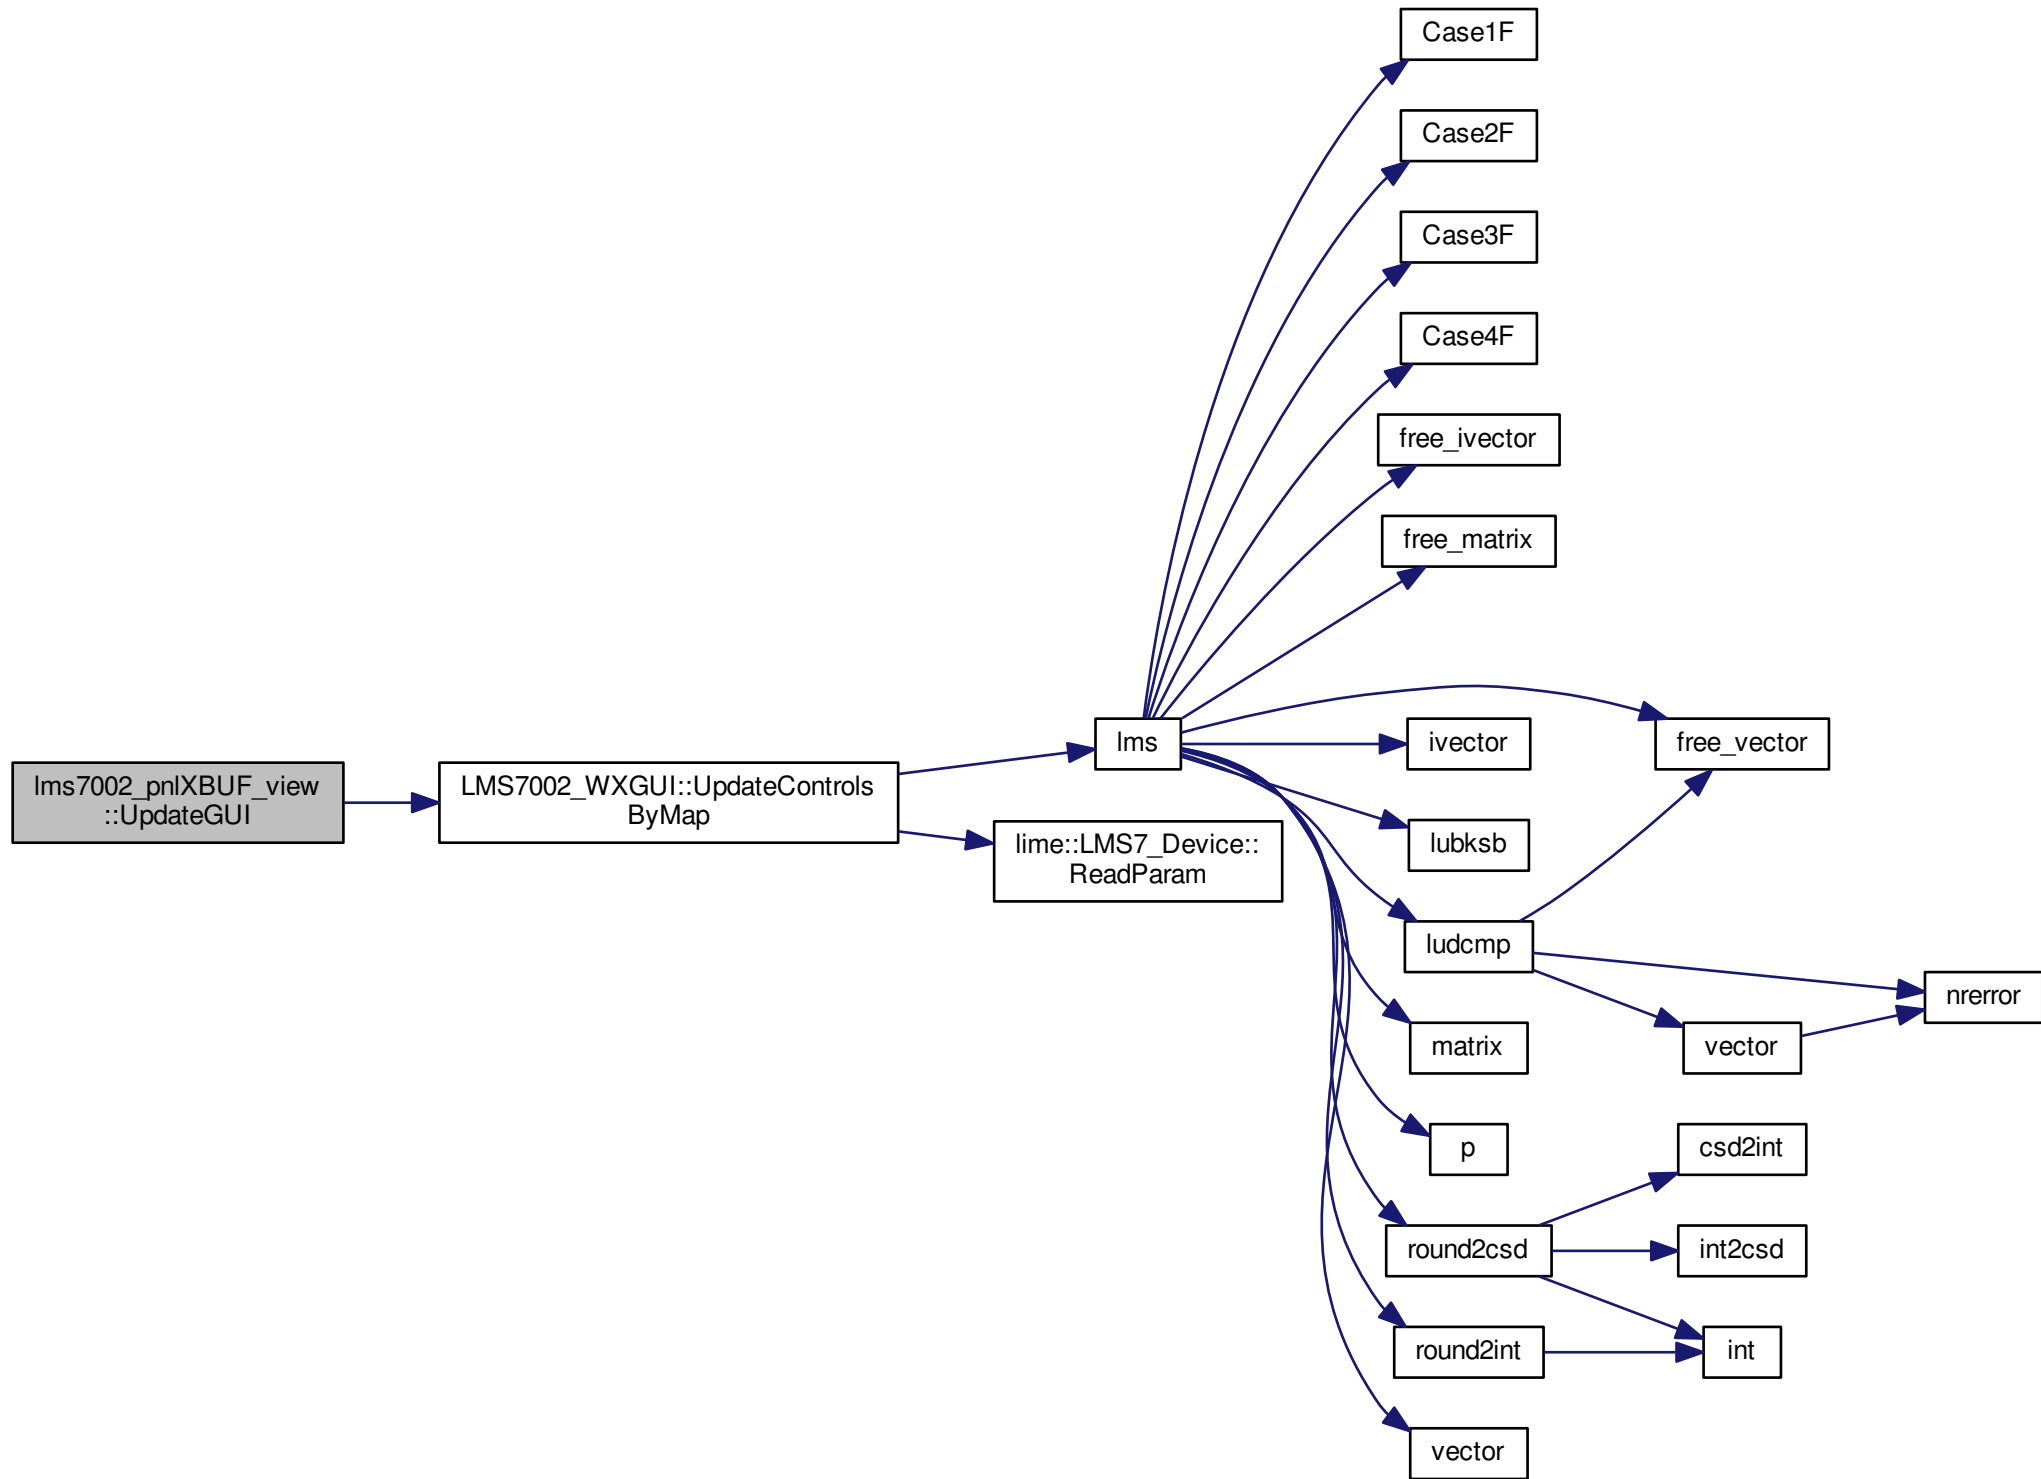 Case1F
Case2F
Case3F
Case4F
free_ivector
free_matrix
lms
ivector
free_vector
lms7002_pnlXBUF_view
::UpdateGUI
LMS7002_WXGUI::UpdateControls
ByMap
lime::LMS7_Device::
ReadParam
lubksb
ludcmp
nrerror
matrix
vector
p
csd2int
round2csd
int2csd
round2int
int
vector